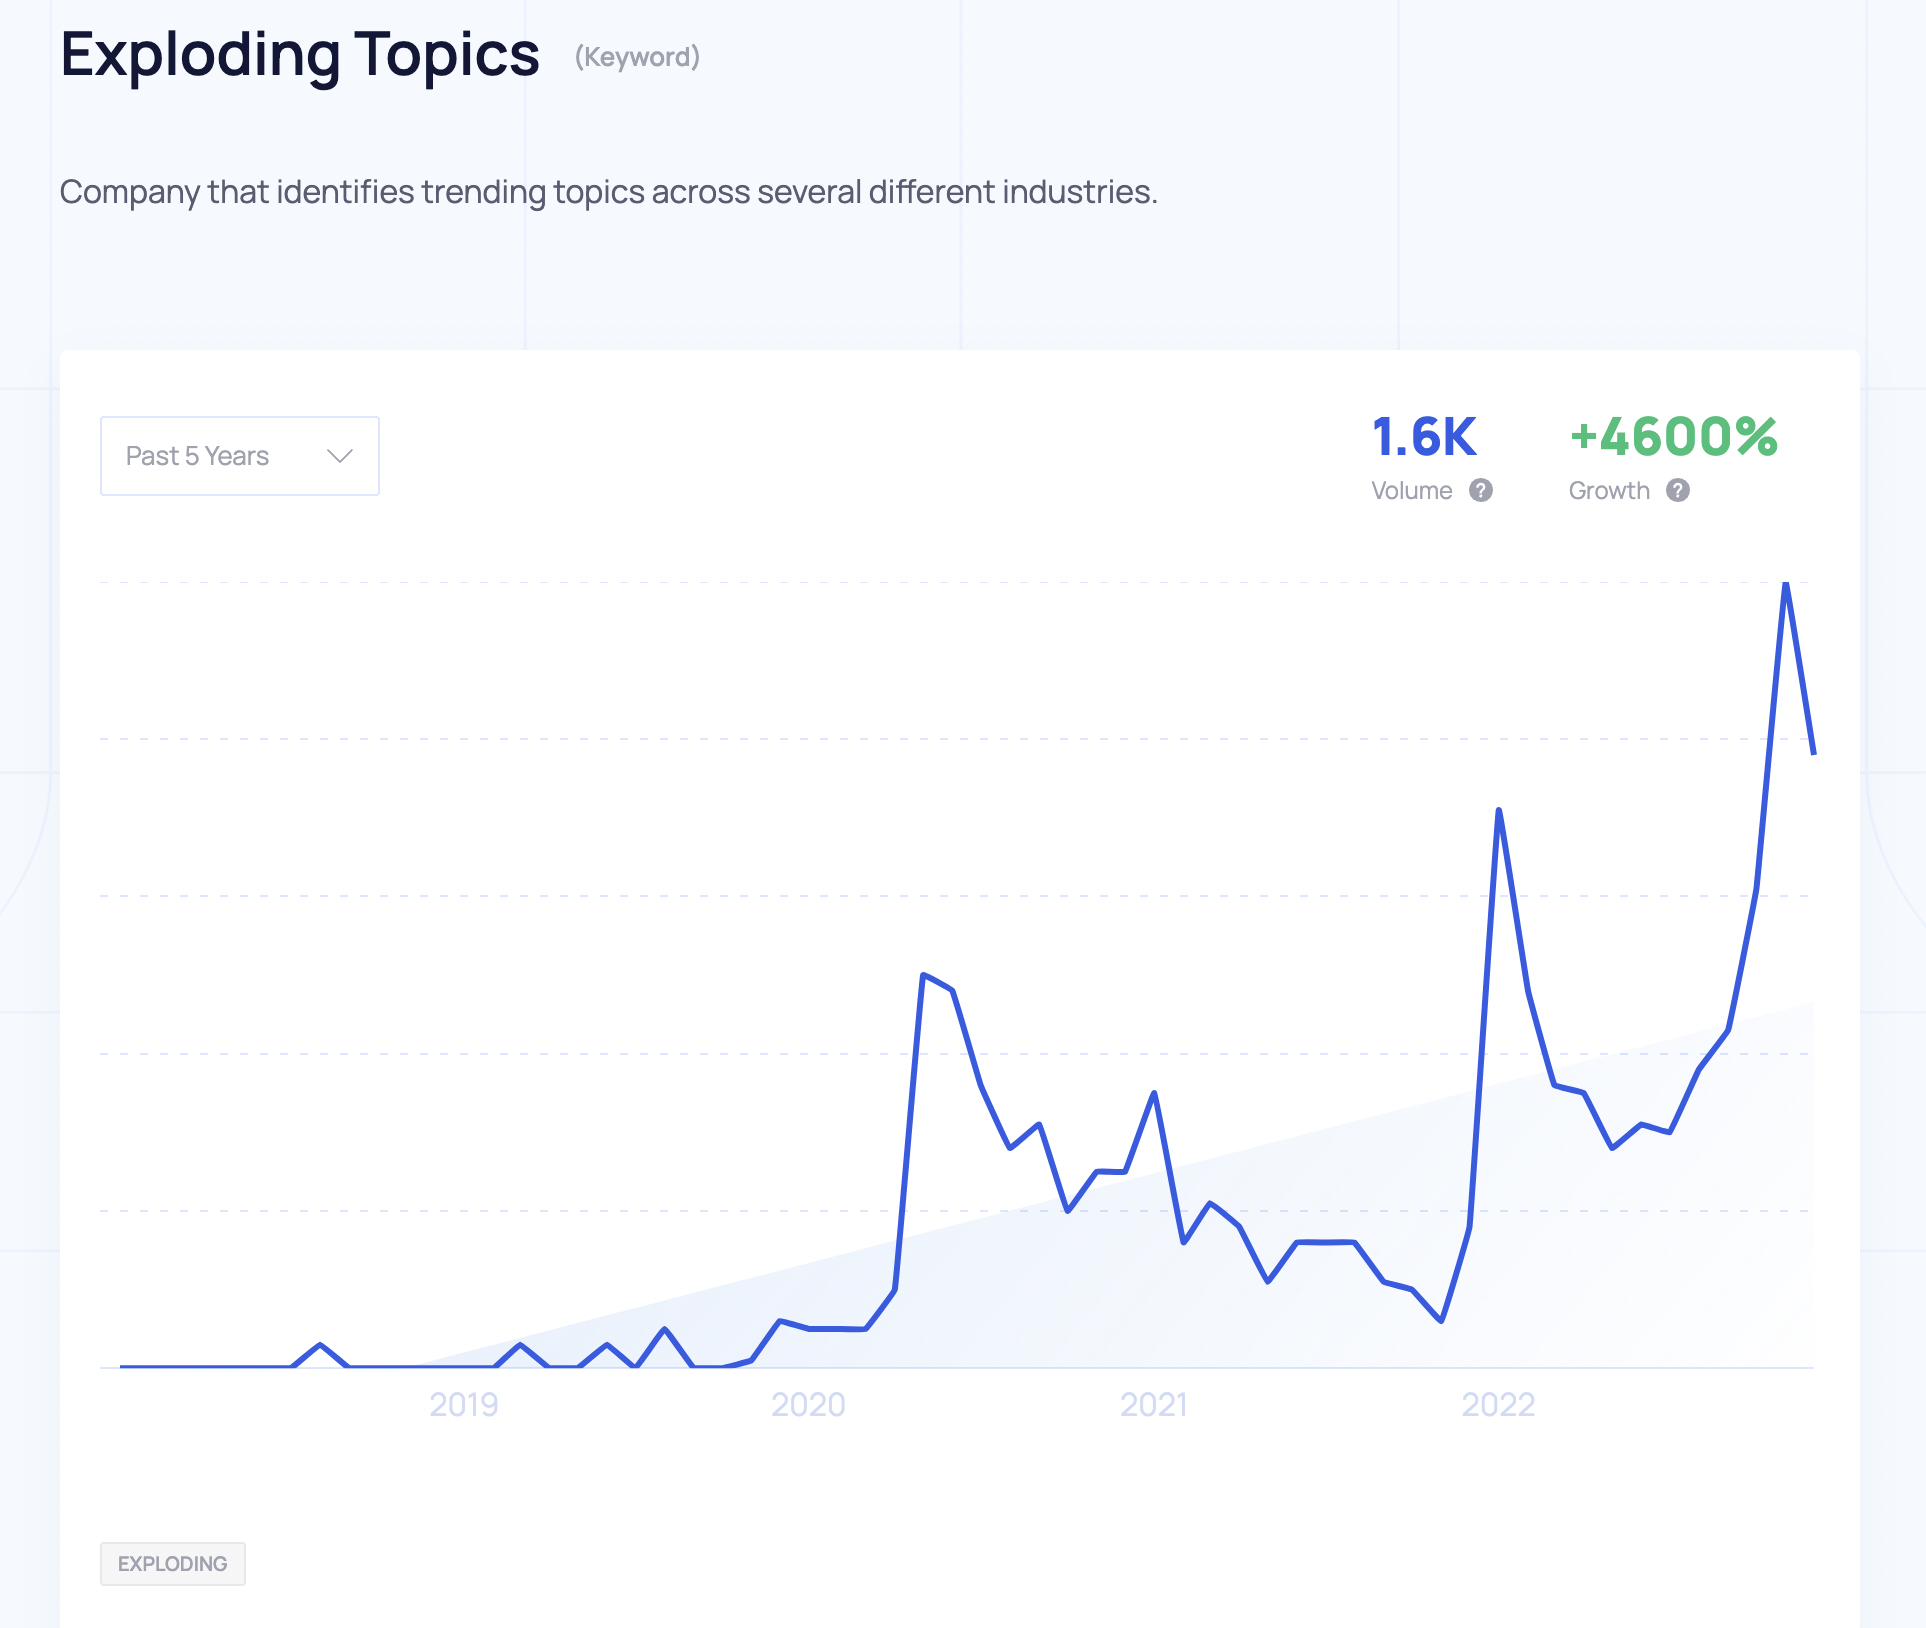 Exploding Topics (Keyword)
Company that identifies trending topics across several different industries.
Past 5 Years
1.6K +4600%
Volume ? Growth ?
2019 2020 2021 2022
EXPLODING